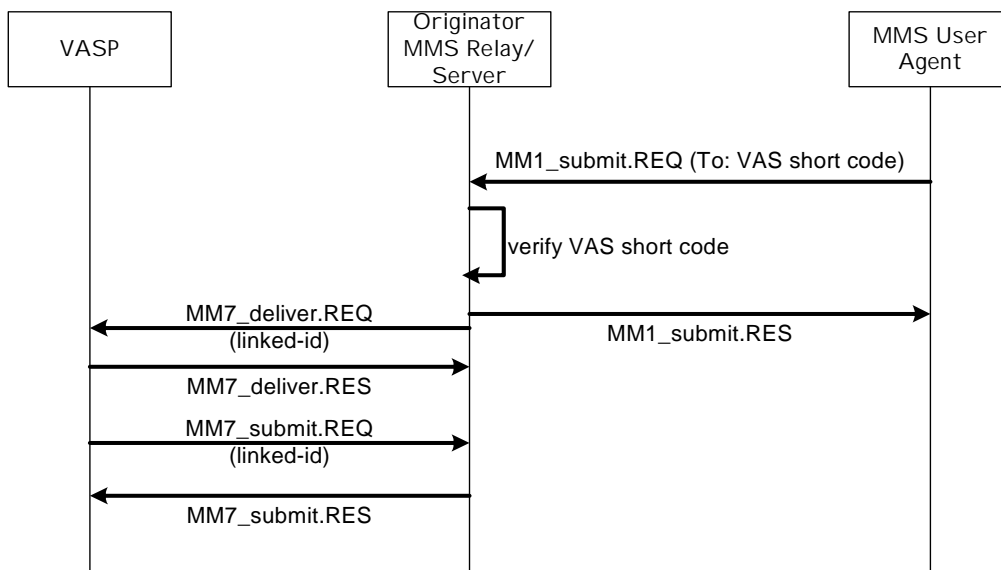 VASP
Originator
MMS Relay/
Server
MMS User
Agent
MM1_submit.REQ (To: VAS short code)
verify VAS short code
MM7_deliver.REQ
(linked-id)
MM1_submit.RES
MM7_deliver.RES
MM7_submit.REQ
(linked-id)
MM7_submit.RES